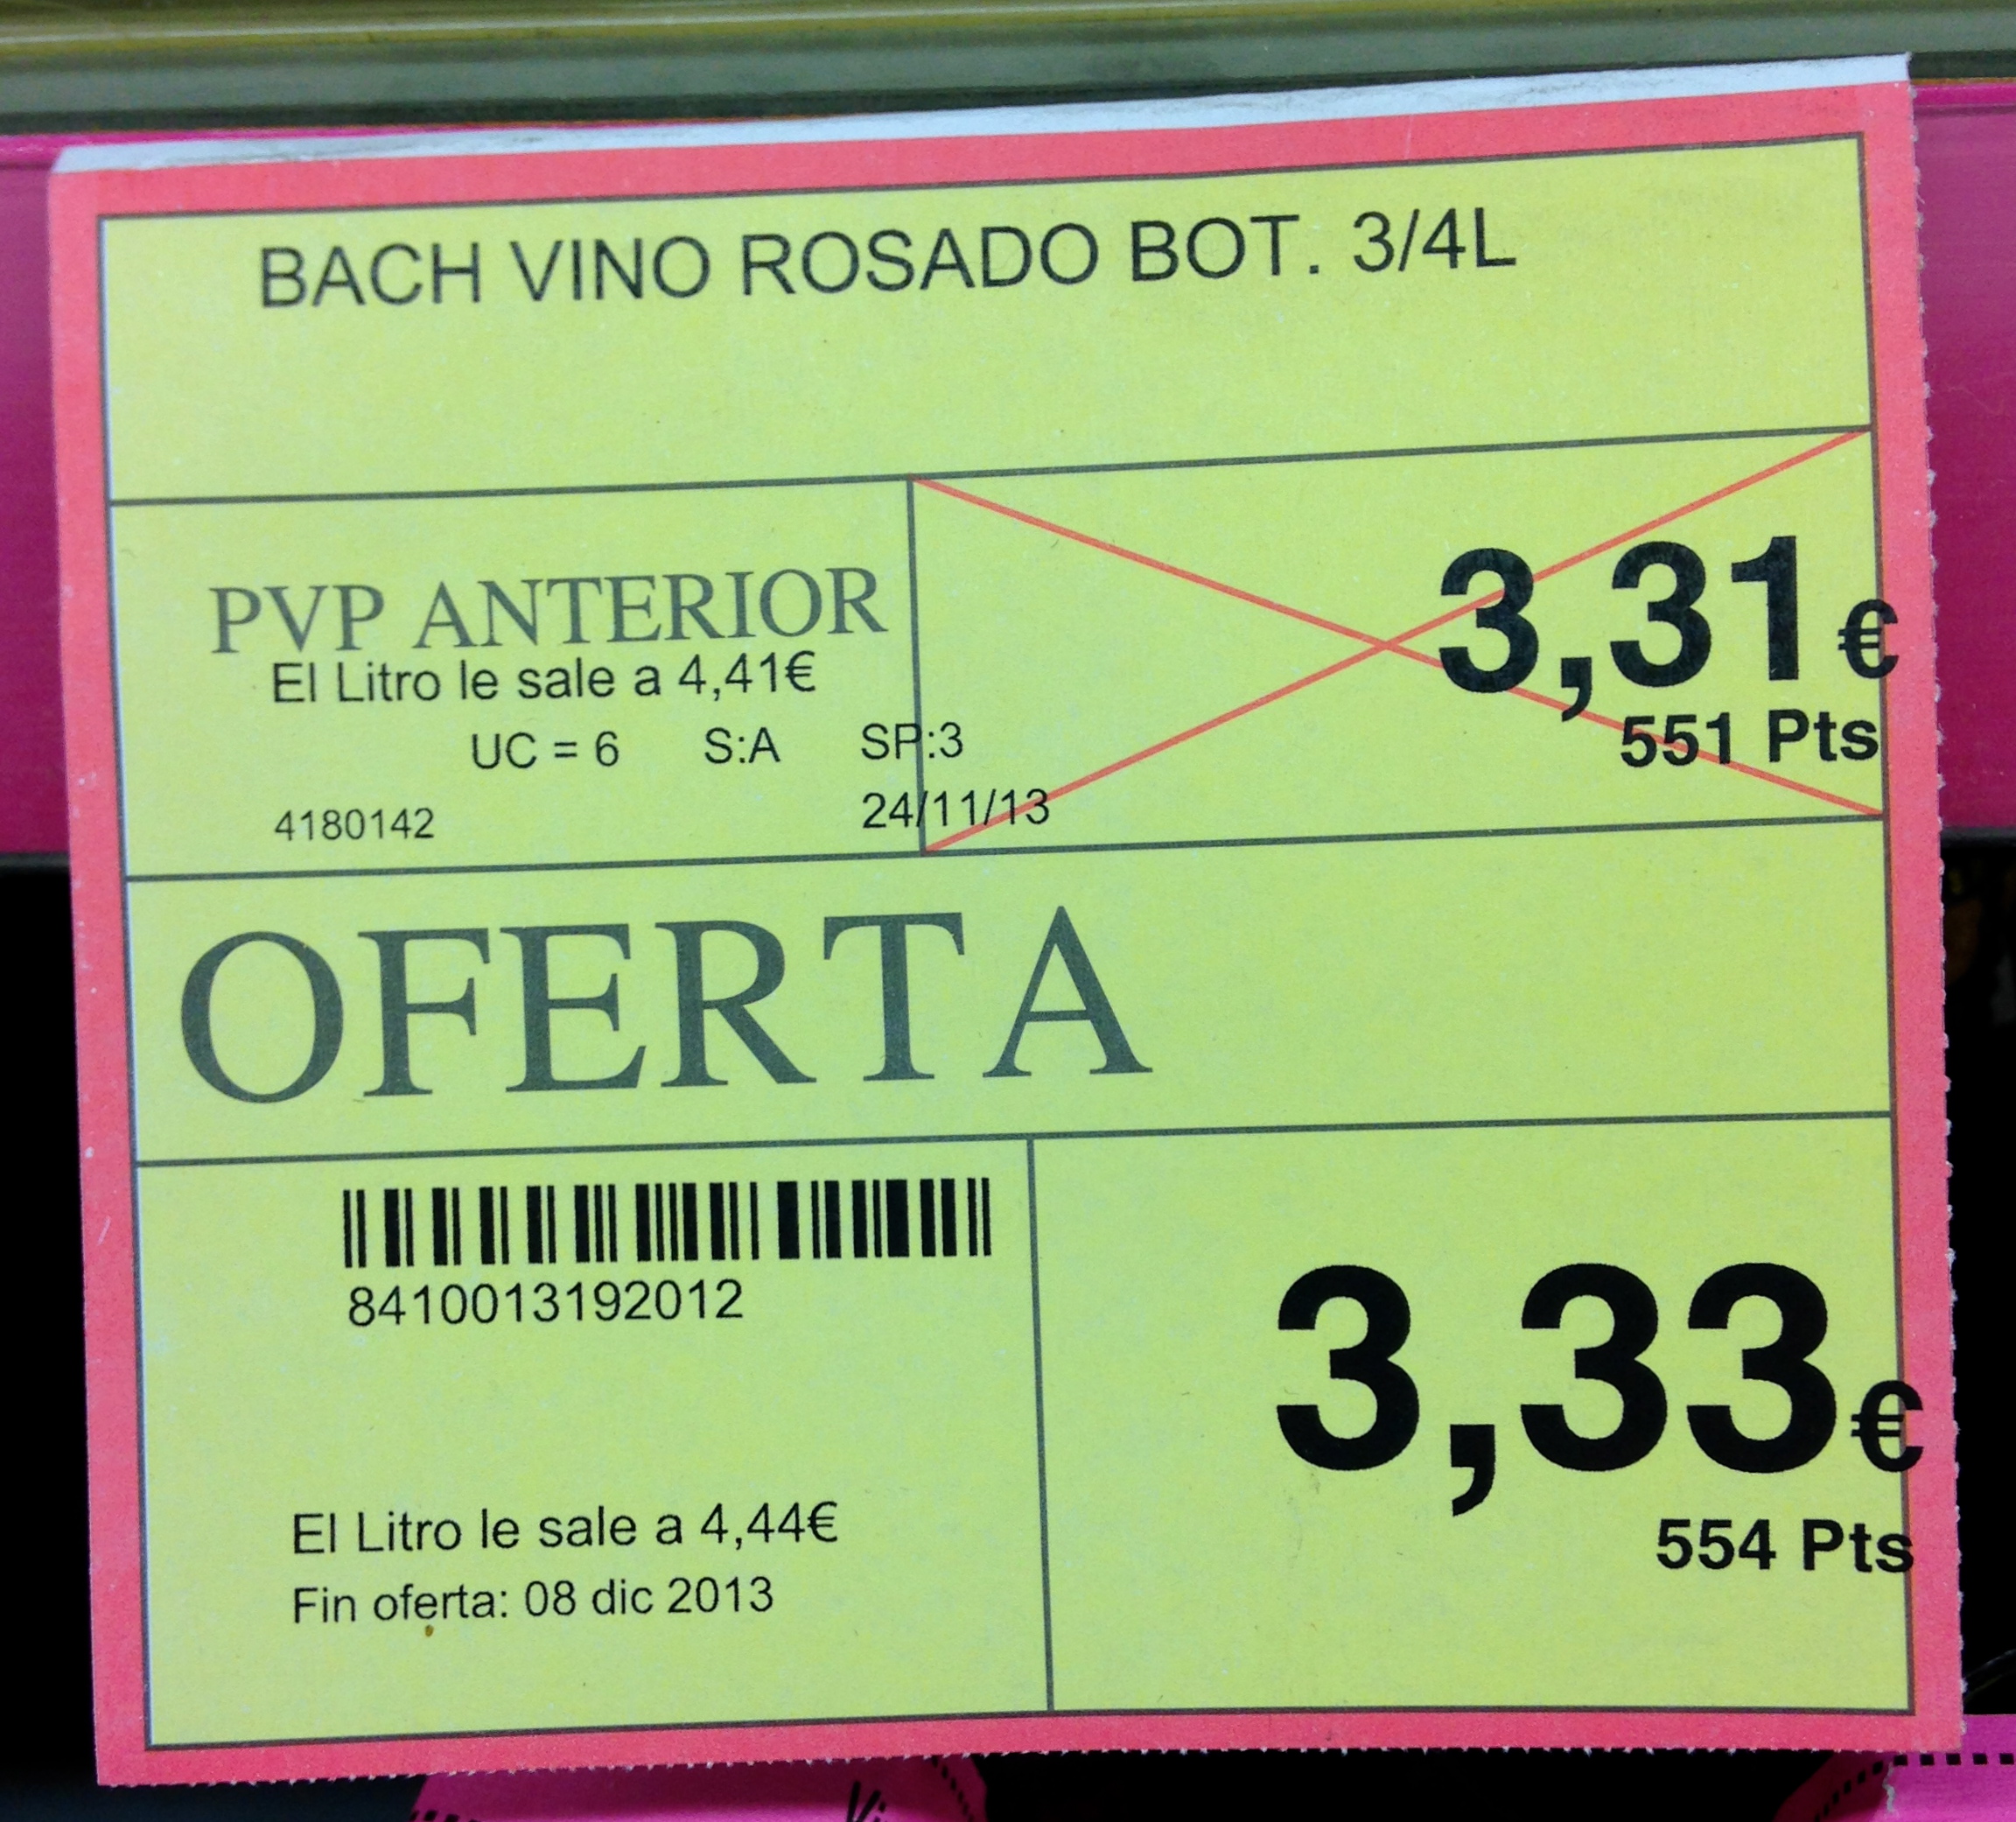 BACH VINO ROSADO BOT. 3/4L
PVP ANTERIOR
3,31€
551 Pts
El Litro le sale a 4,41€
UC = 6 S:A SP:3
4180142 24/11/13
OFERTA
8410013192012
3,33€
554 Pts
El Litro le sale a 4,44€
Fin oferta: 08 dic 2013